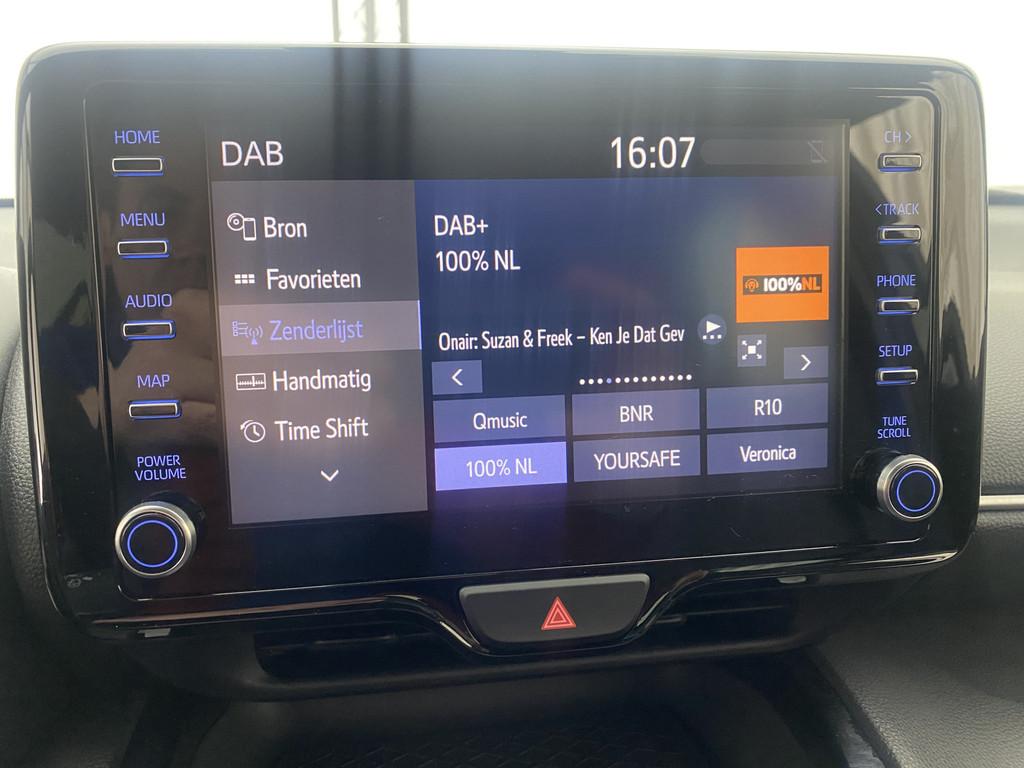 HOME
MENU
AUDIO
MAP
POWER
VOLUME
DAB
16:07
Bron
Favorieten
Zenderlijst
Handmatig
Time Shift
DAB+
100% NL
100%NL
Onair: Suzan & Freek – Ken Je Dat Gev
<
>
Qmusic
BNR
R10
100% NL
YOURSAFE
Veronica
CH >
< TRACK
PHONE
SETUP
TUNE
SCROLL